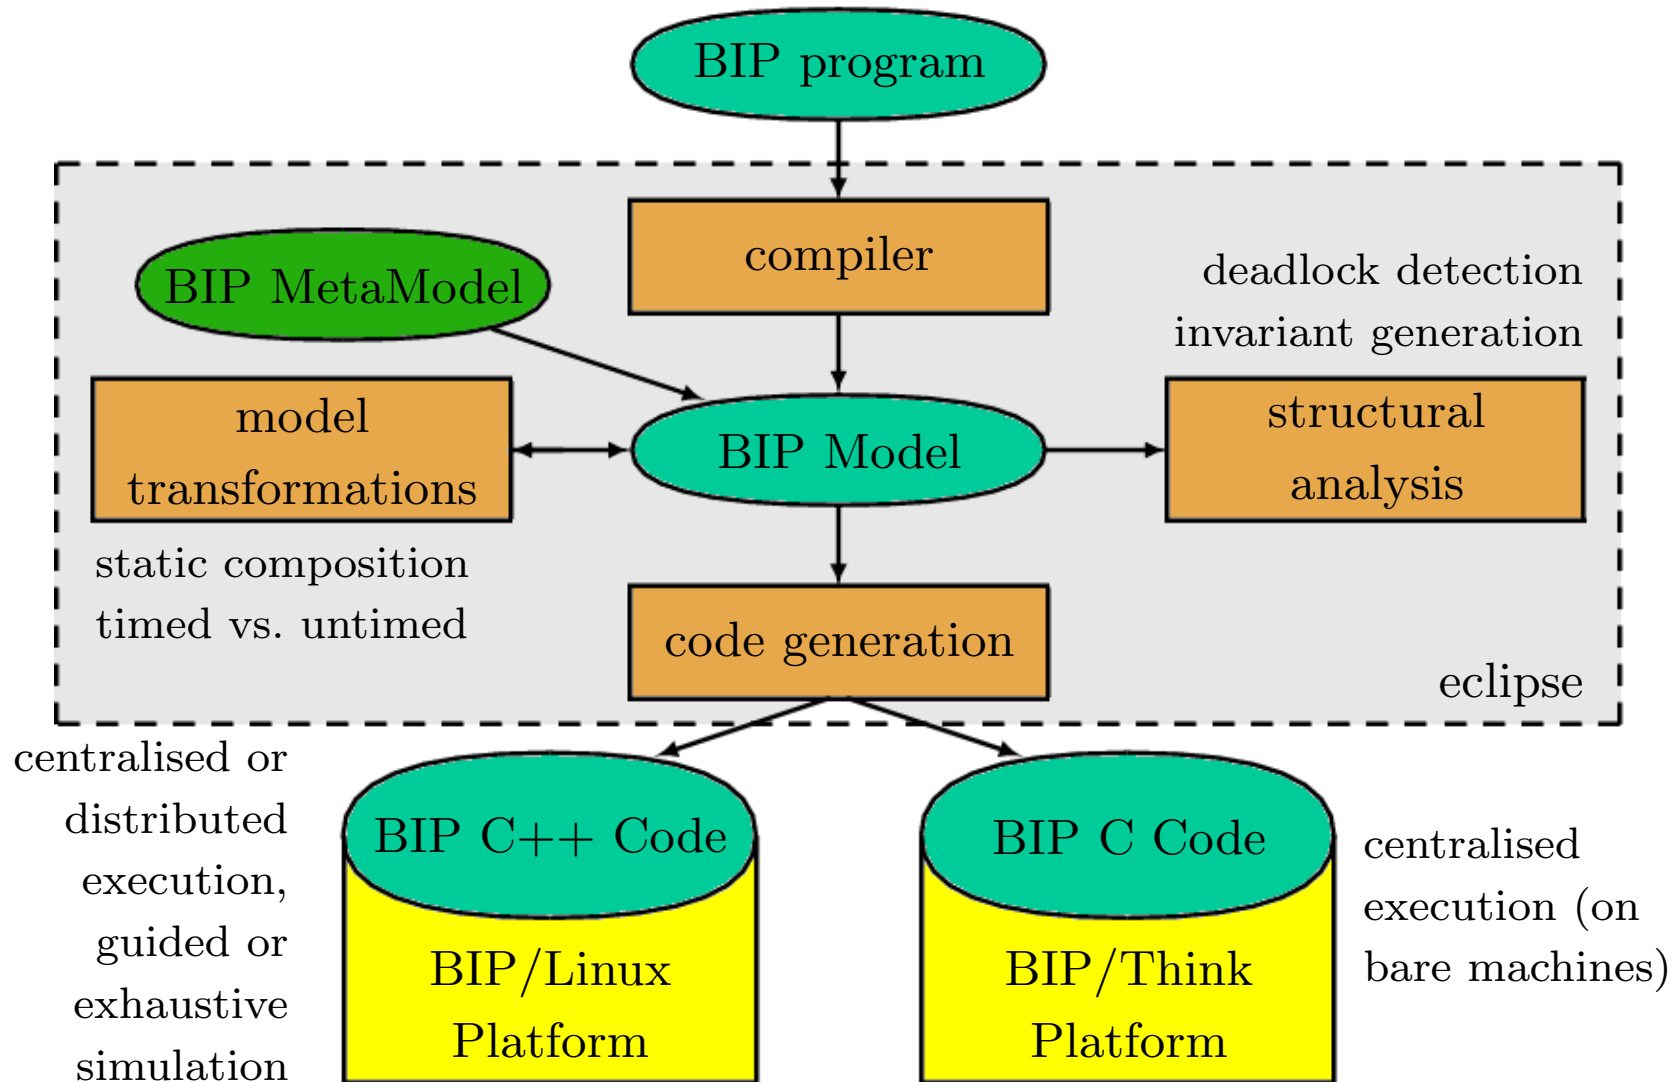 BIP program
compiler
BIP MetaModel
deadlock detection
invariant generation
model
transformations
BIP Model
structural
analysis
static composition
timed vs. untimed
code generation
eclipse
centralised or
distributed
execution,
guided or
exhaustive
simulation
BIP C++ Code
BIP/Linux
Platform
BIP C Code
BIP/Think
Platform
centralised
execution (on
bare machines)